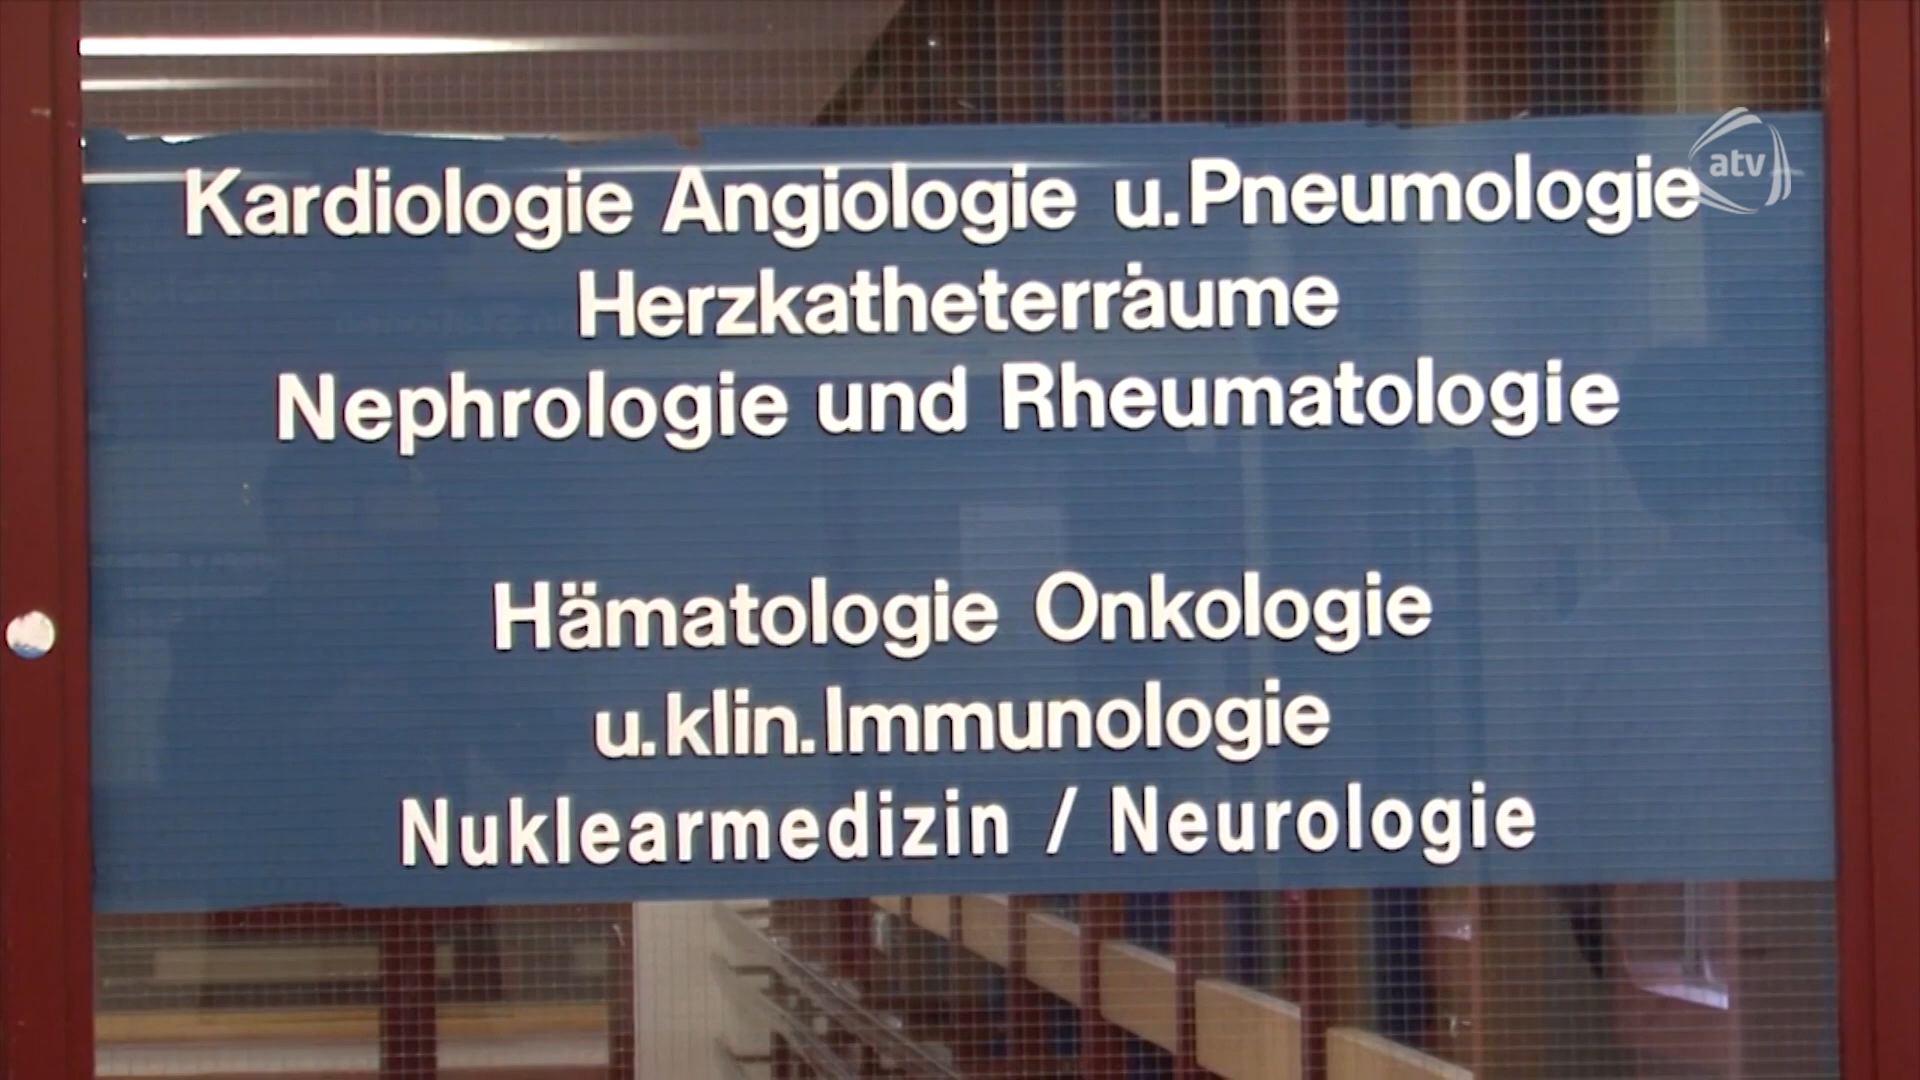 Kardiologie Angiologie u. Pneumologie
atv
Herzkatheterräume
Nephrologie und Rheumatologie
Hämatologie Onkologie
u. klin. Immunologie
Nuklearmedizin / Neurologie